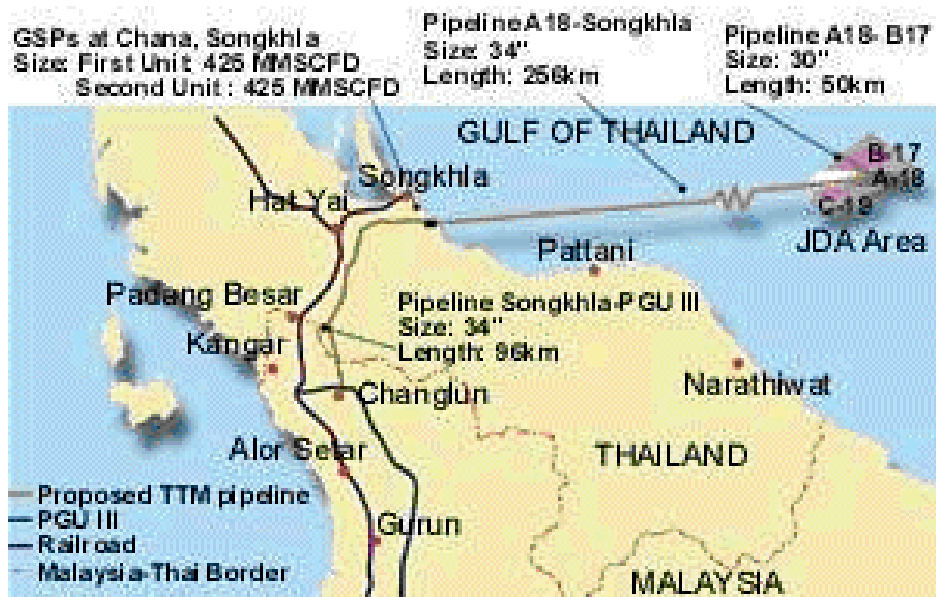 GSPs at Chana, Songkhla
Size: First Unit: 425 MMSCFD
Second Unit : 425 MMSCFD
Pipeline A18-Songkhla
Size: 34"
Length: 256km
Pipeline A18- B17
Size: 30"
Length: 50km
GULF OF THAILAND
B-17
A-18
C-19
JDA Area
Songkhla
Hat Yai
Pattani
Padang Besar
Pipeline Songkhla-PGU III
Size: 34"
Length: 96km
Kangar
Narathiwat
Changlun
Alor Setar
THAILAND
Proposed TTM pipeline
PGU III
Railroad
Malaysia-Thai Border
Gurun
MALAYSIA